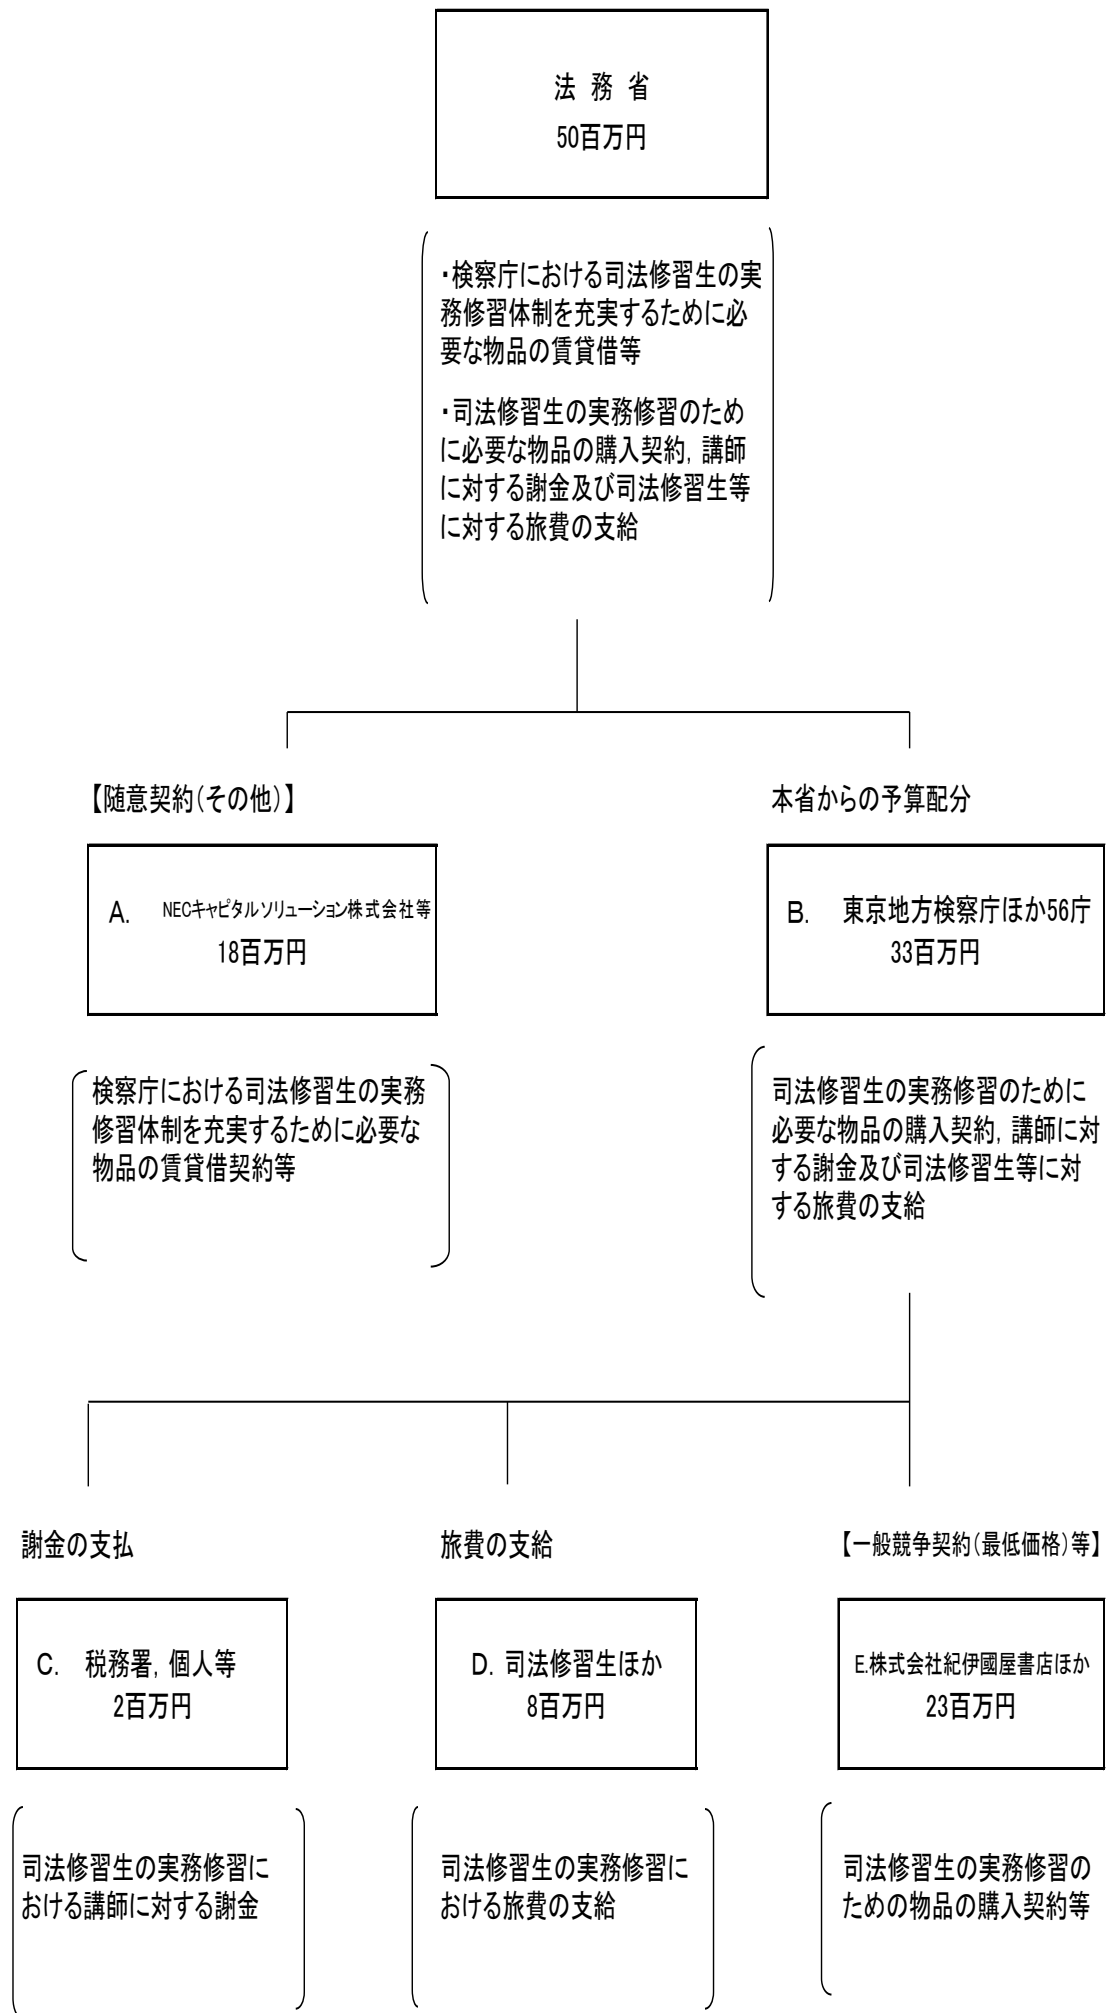 法 務 省
50百万円
・検察庁における司法修習生の実
務修習体制を充実するために必
要な物品の賃貸借等
・司法修習生の実務修習のため
に必要な物品の購入契約，講師
に対する謝金及び司法修習生等
に対する旅費の支給
【随意契約（その他）】
A. NECキャピタルソリューション株式会社等
18百万円
検察庁における司法修習生の実務
修習体制を充実するために必要な
物品の賃貸借契約等
本省からの予算配分
B. 東京地方検察庁ほか56庁
33百万円
司法修習生の実務修習のために
必要な物品の購入契約，講師に対
する謝金及び司法修習生等に対
する旅費の支給
謝金の支払
C. 税務署，個人等
2百万円
司法修習生の実務修習に
おける講師に対する謝金
旅費の支給
D. 司法修習生ほか
8百万円
司法修習生の実務修習に
おける旅費の支給
【一般競争契約（最低価格）等】
E.株式会社紀伊國屋書店ほか
23百万円
司法修習生の実務修習の
ための物品の購入契約等